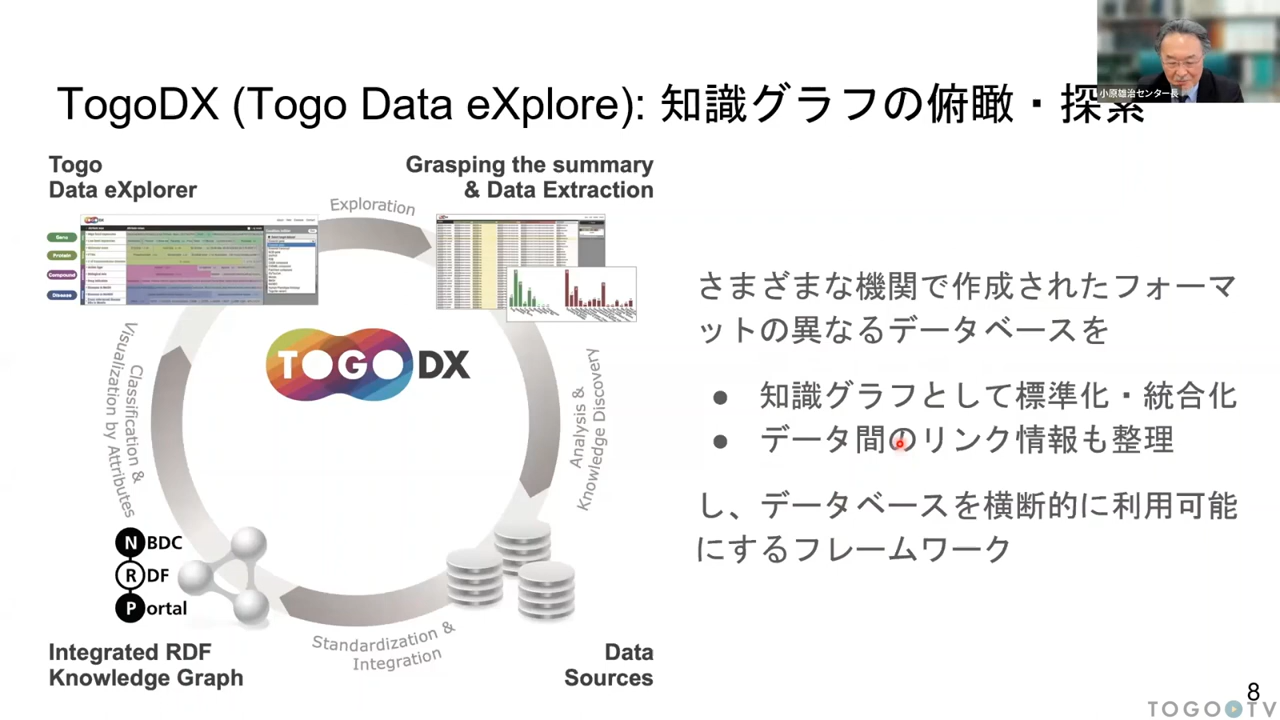 TogoDX (Togo Data eXplore): 知識グラフの俯瞰・探索
小原雄治センター長
Togo
Data eXplorer
Grasping the summary
& Data Extraction
Exploration
Gene
Protein
Compound
Disease
TOGO DX
Classification &
Visualization by Attributes
Analysis &
Knowledge Discovery
さまざまな機関で作成されたフォーマ
ットの異なるデータベースを
● 知識グラフとして標準化・統合化
● データ間のリンク情報も整理
し、データベースを横断的に利用可能
にするフレームワーク
NBDC
RDF
Portal
Standardization &
Integration
Integrated RDF
Knowledge Graph
Data
Sources
8
TOGO TV